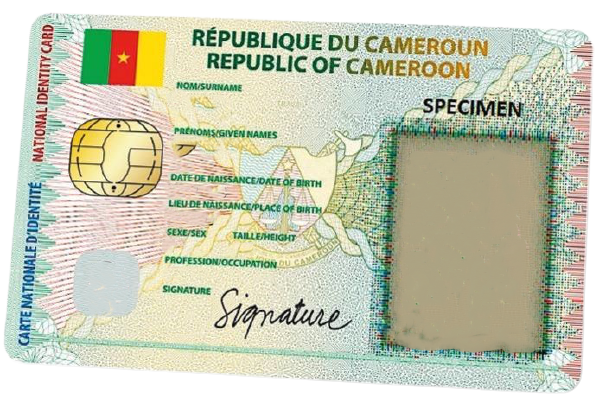 RÉPUBLIQUE DU CAMEROUN
REPUBLIC OF CAMEROON
NATIONAL IDENTITY CARD
CARTE NATIONALE D'IDENTITÉ
NOM/SURNAME
SPECIMEN
PRÉNOMS/GIVEN NAMES
DATE DE NAISSANCE/DATE OF BIRTH
LIEU DE NAISSANCE/PLACE OF BIRTH
SEXE/SEX TAILLE/HEIGHT
DU CAMEROUN
PROFESSION/OCCUPATION
SIGNATURE
Signature